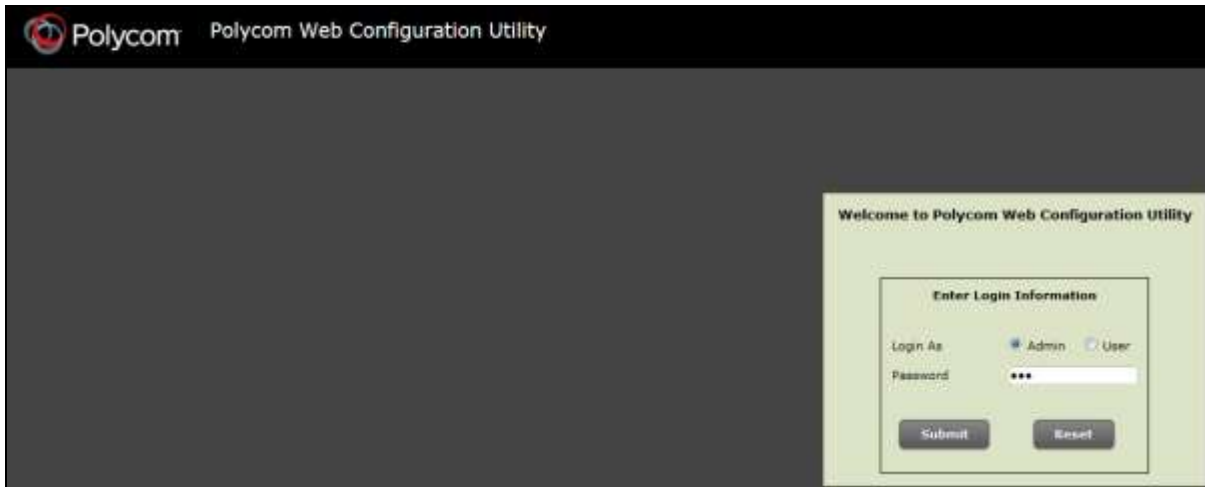 Polycom Polycom Web Configuration Utility
Welcome to Polycom Web Configuration Utility
Enter Login Information
Login As Admin User
Password •••
Submit Reset